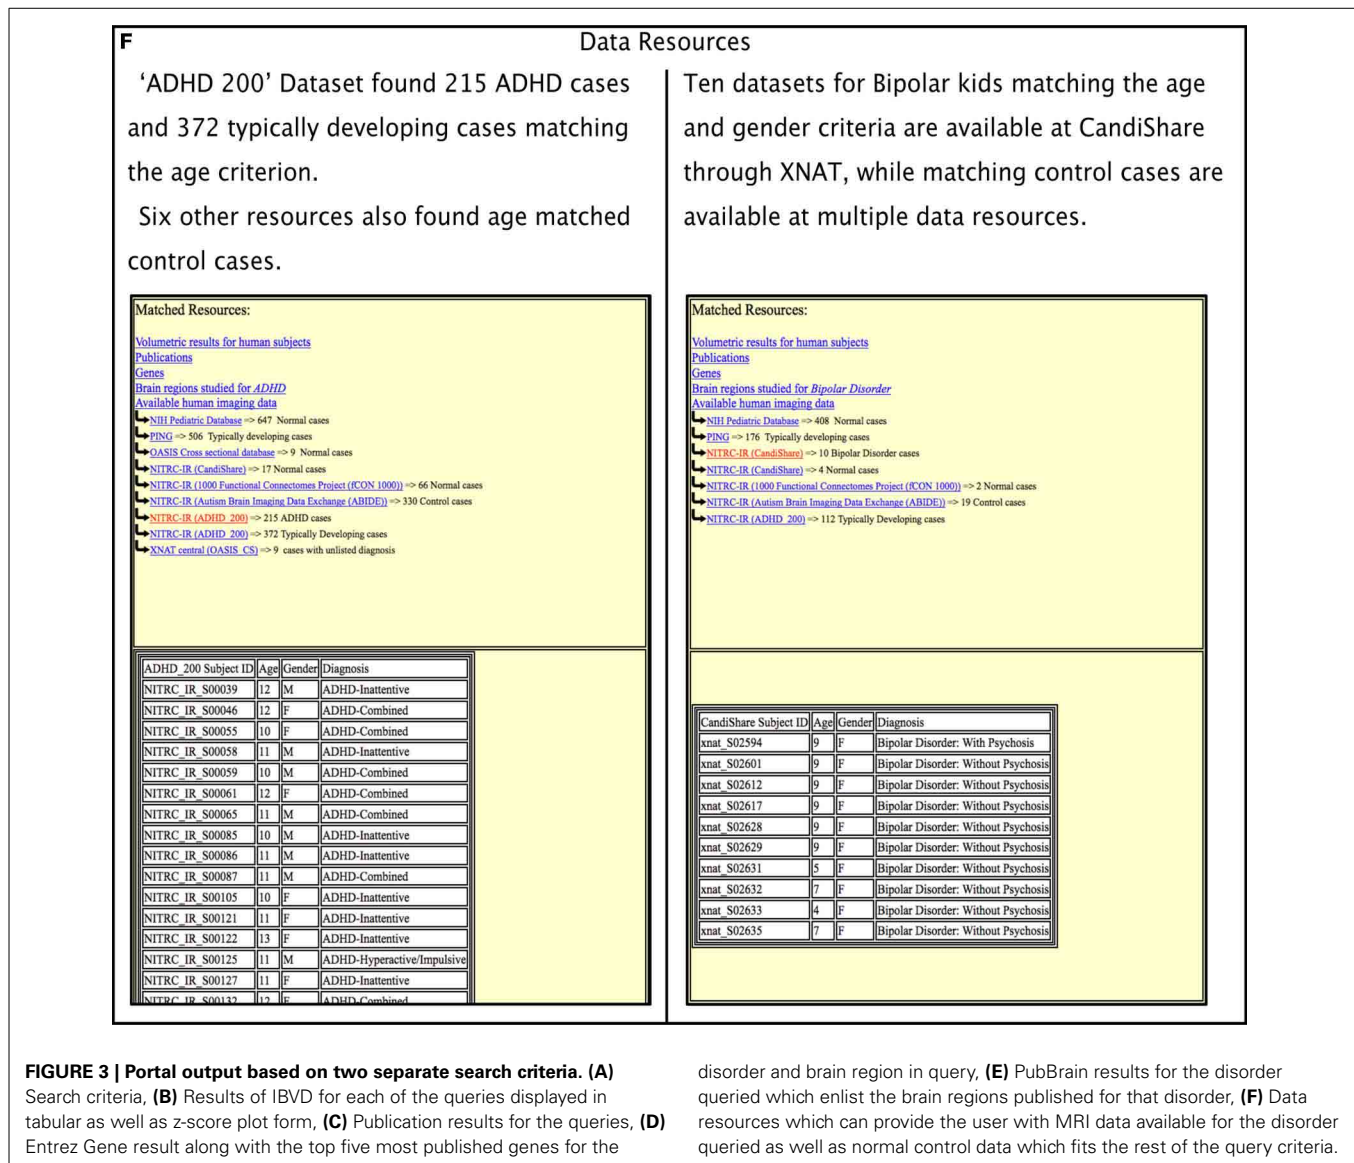 F
Data Resources
‘ADHD 200’ Dataset found 215 ADHD cases
and 372 typically developing cases matching
the age criterion.
Six other resources also found age matched
control cases.
Matched Resources:
Volumetric results for human subjects
Publications
Genes
Brain regions studied for ADHD
Available human imaging data
NIH Pediatric Database => 647 Normal cases
PING => 506 Typically developing cases
OASIS Cross sectional database => 9 Normal cases
NITRC-IR (CandiShare) => 17 Normal cases
NITRC-IR (1000 Functional Connectomes Project (fCON 1000)) => 66 Normal cases
NITRC-IR (Autism Brain Imaging Data Exchange (ABIDE)) => 330 Control cases
NITRC-IR (ADHD_200) => 215 ADHD cases
NITRC-IR (ADHD_200) => 372 Typically Developing cases
XNAT central (OASIS_CS) => 9 cases with unlisted diagnosis
ADHD_200 Subject ID Age Gender Diagnosis
NITRC_IR_S00039 12 M ADHD-Inattentive
NITRC_IR_S00046 12 F ADHD-Combined
NITRC_IR_S00055 10 F ADHD-Combined
NITRC_IR_S00058 11 M ADHD-Inattentive
NITRC_IR_S00059 10 M ADHD-Combined
NITRC_IR_S00061 12 F ADHD-Combined
NITRC_IR_S00065 11 M ADHD-Combined
NITRC_IR_S00085 10 M ADHD-Inattentive
NITRC_IR_S00086 11 M ADHD-Inattentive
NITRC_IR_S00087 11 M ADHD-Combined
NITRC_IR_S00105 10 F ADHD-Inattentive
NITRC_IR_S00121 11 F ADHD-Inattentive
NITRC_IR_S00122 13 F ADHD-Inattentive
NITRC_IR_S00125 11 M ADHD-Hyperactive/Impulsive
NITRC_IR_S00127 11 F ADHD-Inattentive
NITRC_IR_S00132 12 F ADHD-Combined
Ten datasets for Bipolar kids matching the age
and gender criteria are available at CandiShare
through XNAT, while matching control cases are
available at multiple data resources.
Matched Resources:
Volumetric results for human subjects
Publications
Genes
Brain regions studied for Bipolar Disorder
Available human imaging data
NIH Pediatric Database => 408 Normal cases
PING => 176 Typically developing cases
NITRC-IR (CandiShare) => 10 Bipolar Disorder cases
NITRC-IR (CandiShare) => 4 Normal cases
NITRC-IR (1000 Functional Connectomes Project (fCON 1000)) => 2 Normal cases
NITRC-IR (Autism Brain Imaging Data Exchange (ABIDE)) => 19 Control cases
NITRC-IR (ADHD_200) => 112 Typically Developing cases
CandiShare Subject ID Age Gender Diagnosis
xnat_S02594 9 F Bipolar Disorder: With Psychosis
xnat_S02601 9 F Bipolar Disorder: Without Psychosis
xnat_S02612 9 F Bipolar Disorder: Without Psychosis
xnat_S02617 9 F Bipolar Disorder: Without Psychosis
xnat_S02628 9 F Bipolar Disorder: Without Psychosis
xnat_S02629 9 F Bipolar Disorder: Without Psychosis
xnat_S02631 5 F Bipolar Disorder: Without Psychosis
xnat_S02632 7 F Bipolar Disorder: Without Psychosis
xnat_S02633 4 F Bipolar Disorder: Without Psychosis
xnat_S02635 7 F Bipolar Disorder: Without Psychosis
FIGURE 3 | Portal output based on two separate search criteria. (A)
Search criteria, (B) Results of IBVD for each of the queries displayed in
tabular as well as z-score plot form, (C) Publication results for the queries, (D)
Entrez Gene result along with the top five most published genes for the
disorder and brain region in query, (E) PubBrain results for the disorder
queried which enlist the brain regions published for that disorder, (F) Data
resources which can provide the user with MRI data available for the disorder
queried as well as normal control data which fits the rest of the query criteria.